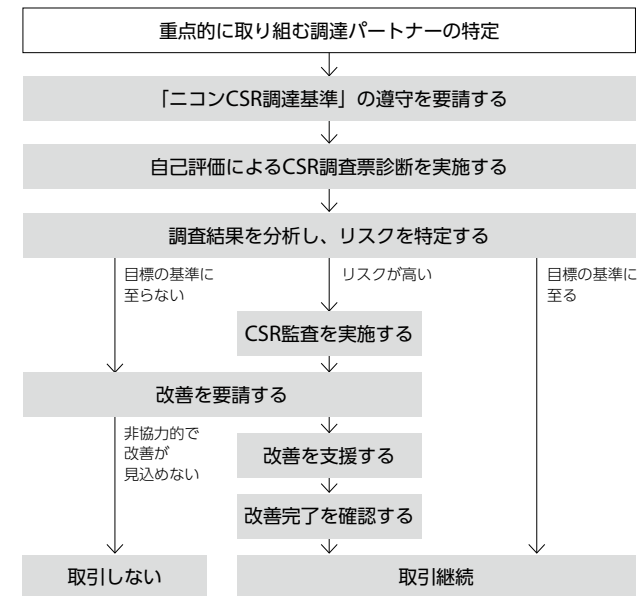 重点的に取り組む調達パートナーの特定
「ニコンCSR調達基準」の遵守を要請する
自己評価によるCSR調査票診断を実施する
調査結果を分析し、リスクを特定する
目標の基準に
至らない
リスクが高い
目標の基準に
至る
CSR監査を実施する
改善を要請する
非協力的で
改善が
見込めない
改善を支援する
改善完了を確認する
取引しない
取引継続